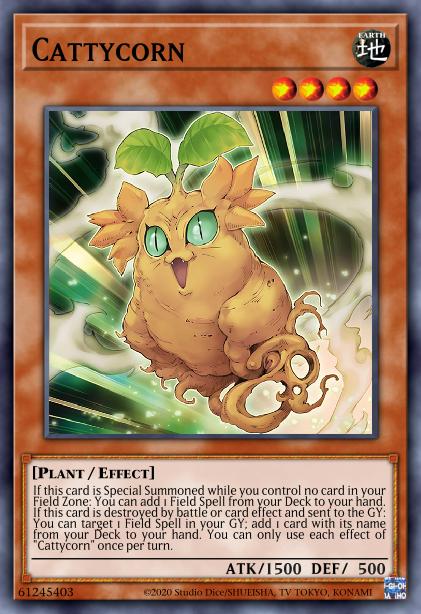 Cattycorn
EARTH
地
[Plant / Effect]
If this card is Special Summoned while you control no card in your
Field Zone: You can add 1 Field Spell from your Deck to your hand.
If this card is destroyed by battle or card effect and sent to the GY:
You can target 1 Field Spell in your GY; add 1 card with its name
from your Deck to your hand. You can only use each effect of
"Cattycorn" once per turn.
ATK/1500 DEF/ 500
61245403
©2020 Studio Dice/SHUEISHA, TV TOKYO, KONAMI